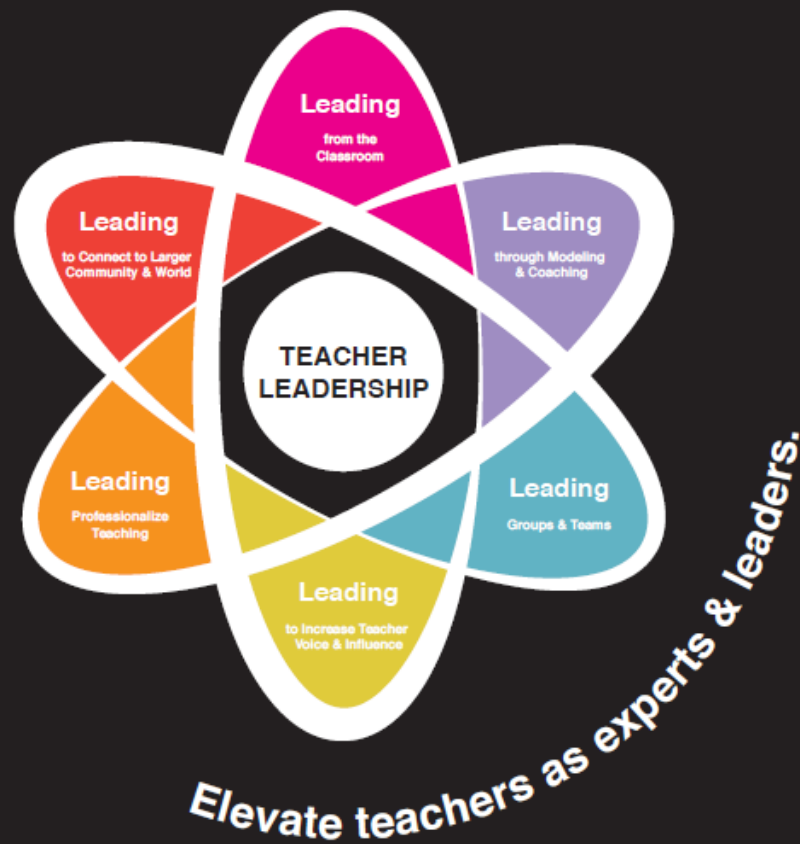 Leading
from the
Classroom
Leading
through Modeling
& Coaching
Leading
Groups & Teams
Leading
to Increase Teacher
Voice & Influence
Leading
Professionalize
Teaching
Leading
to Connect to Larger
Community & World
TEACHER
LEADERSHIP
Elevate teachers as experts & leaders.